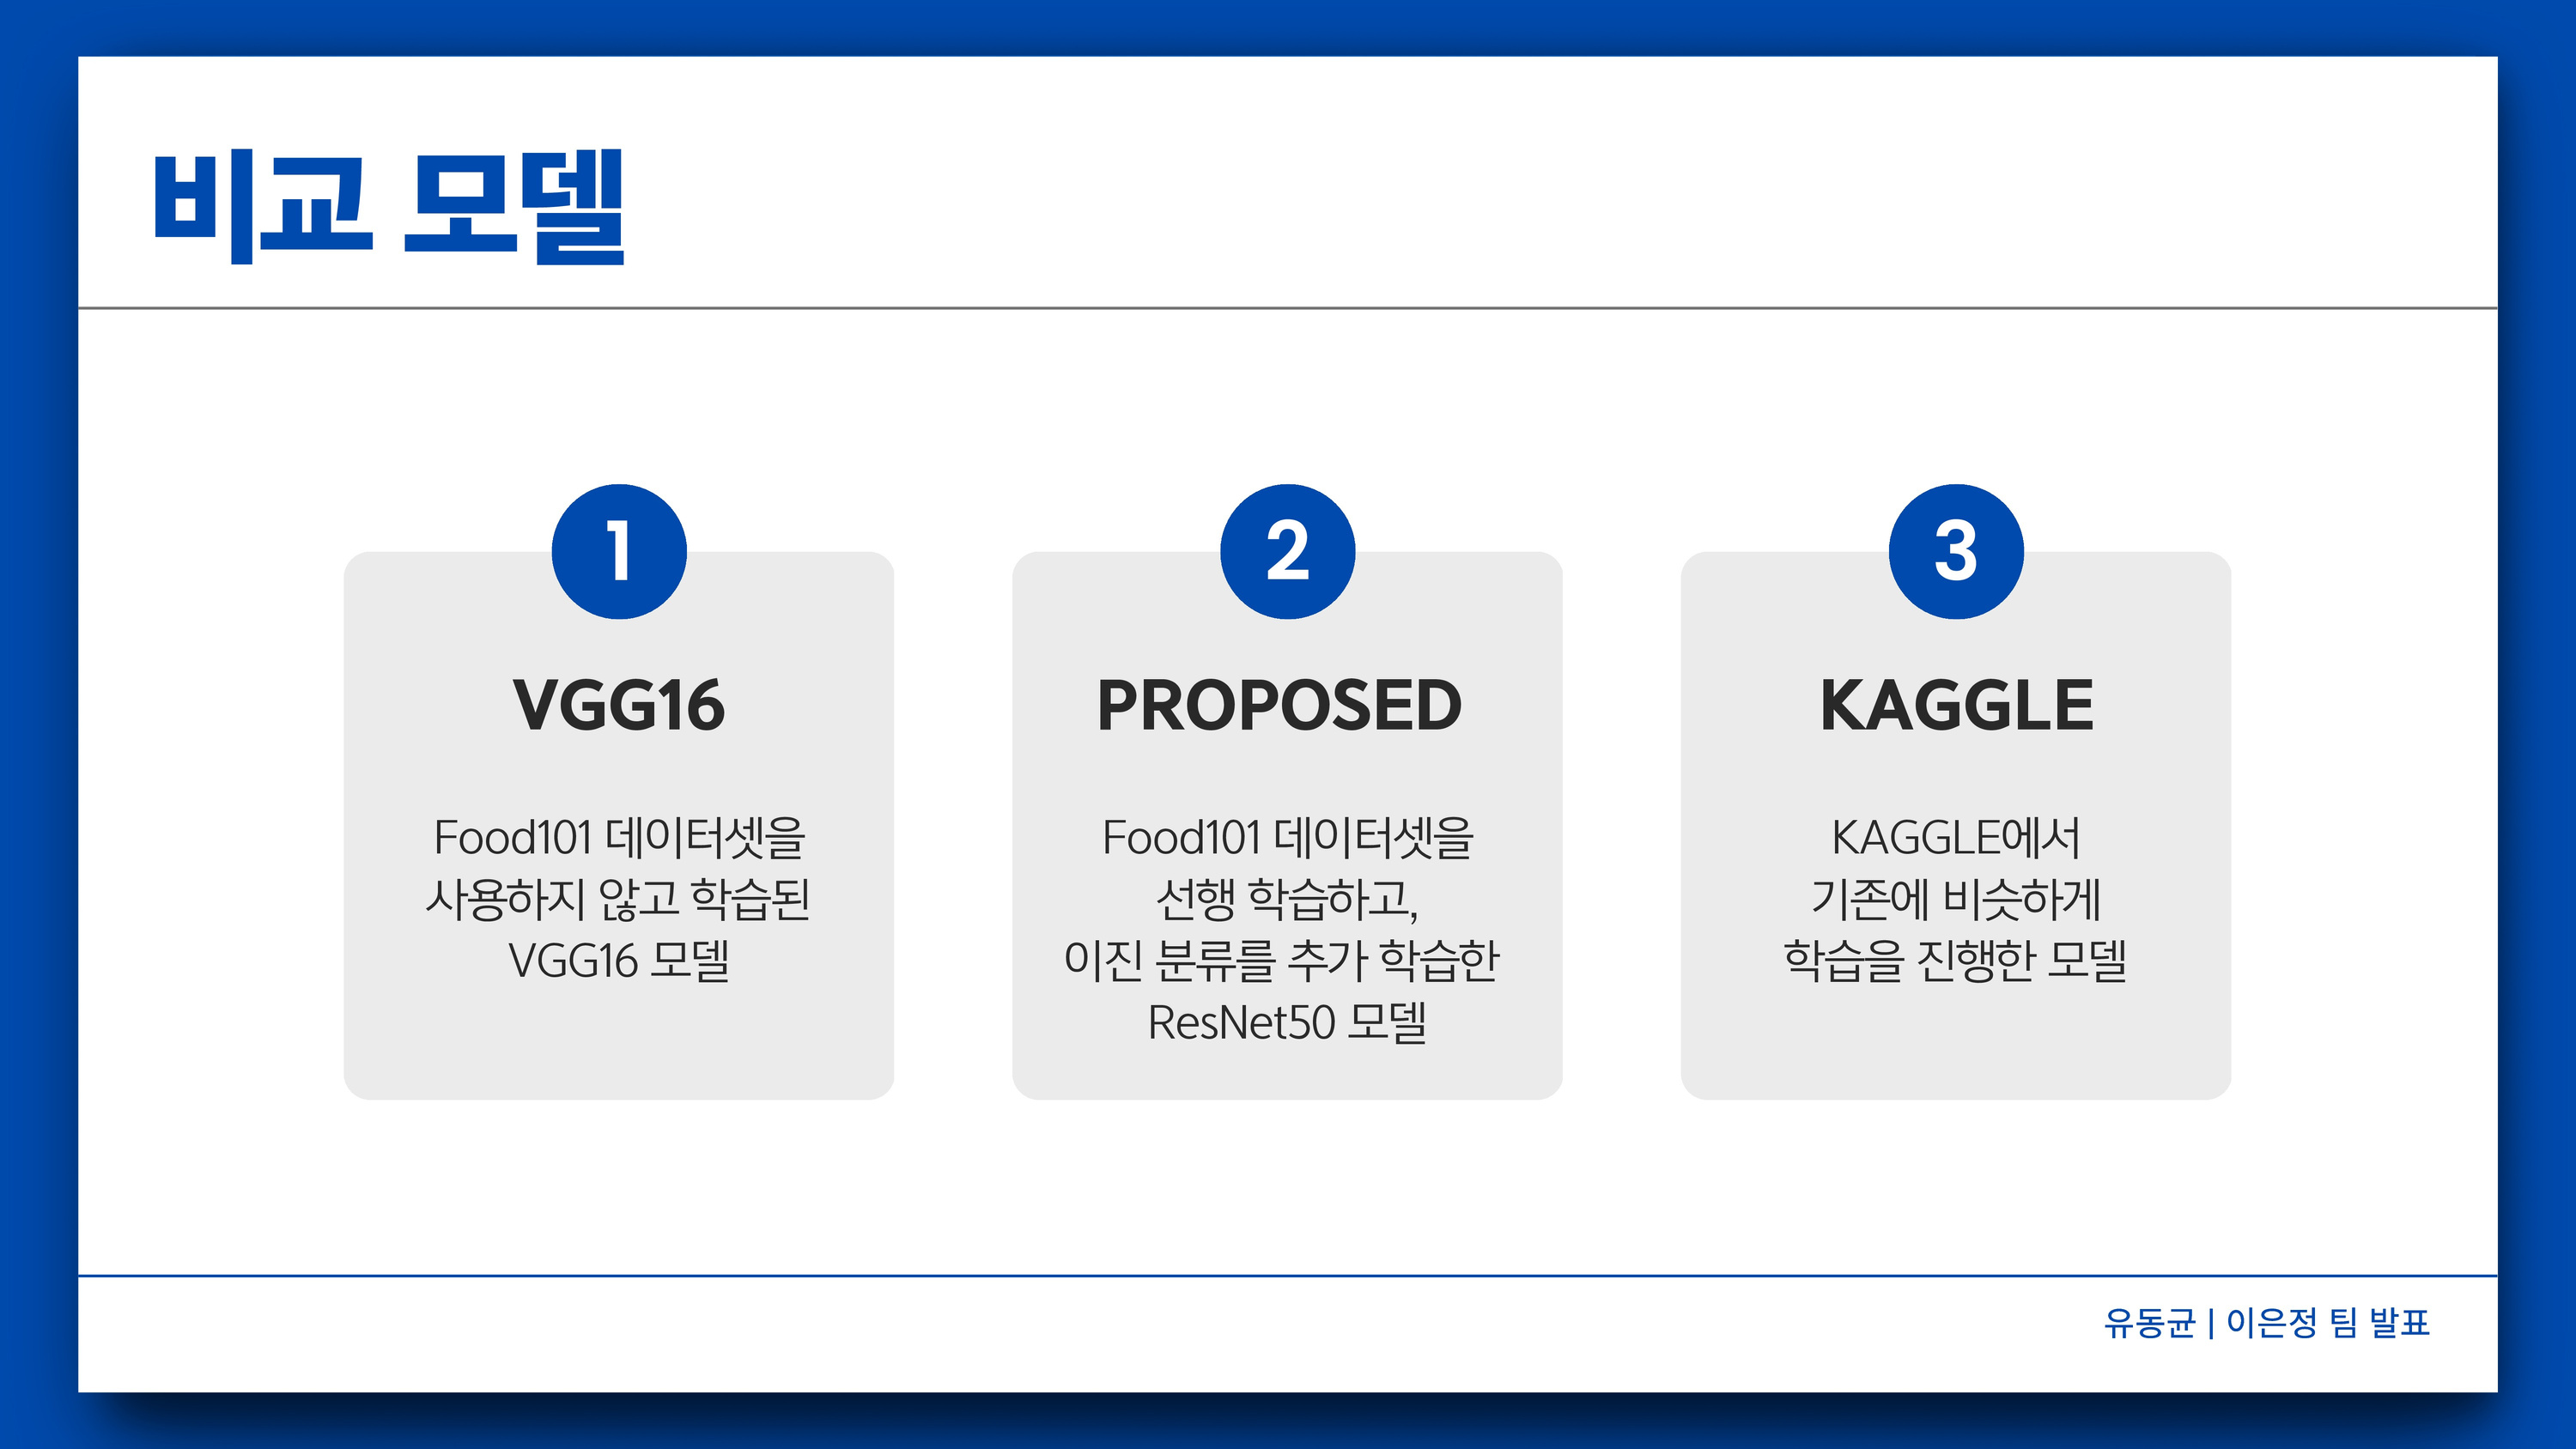 비교 모델
1
VGG16
Food101 데이터셋을
사용하지 않고 학습된
VGG16 모델
2
PROPOSED
Food101 데이터셋을
선행 학습하고,
이진 분류를 추가 학습한
ResNet50 모델
3
KAGGLE
KAGGLE에서
기존에 비슷하게
학습을 진행한 모델
유동균 | 이은정 팀 발표